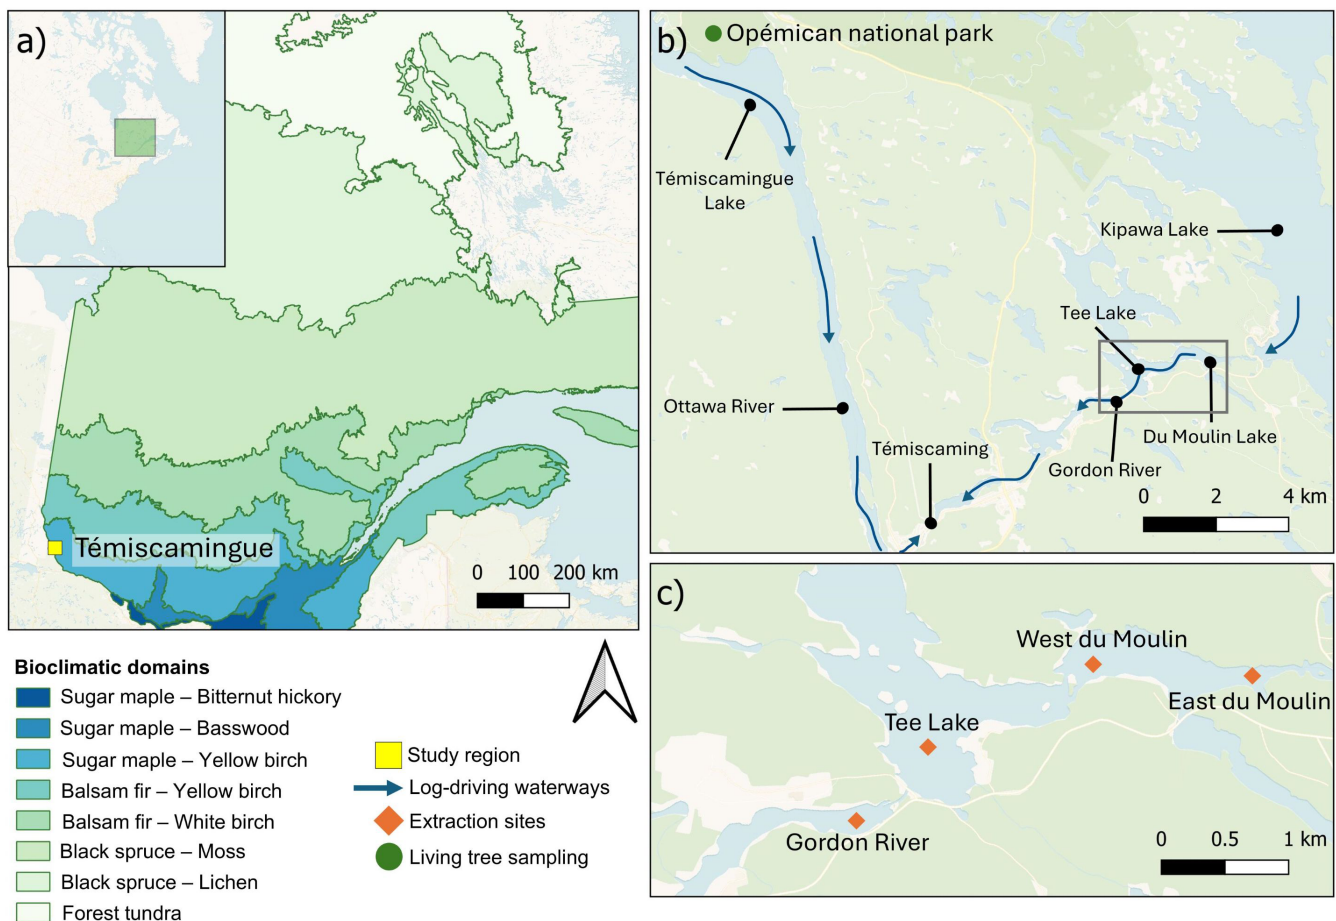 a)
Témiscamingue
0 100 200 km
b)
Opémican national park
Témiscamingue
Lake
Kipawa Lake
Tee Lake
Ottawa River
Témiscaming
Du Moulin Lake
Gordon River
0 2 4 km
c)
West du Moulin
East du Moulin
Tee Lake
Gordon River
0 0.5 1 km
Bioclimatic domains
Sugar maple – Bitternut hickory
Sugar maple – Basswood
Sugar maple – Yellow birch
Balsam fir – Yellow birch
Balsam fir – White birch
Black spruce – Moss
Black spruce – Lichen
Forest tundra
Study region
Log-driving waterways
Extraction sites
Living tree sampling